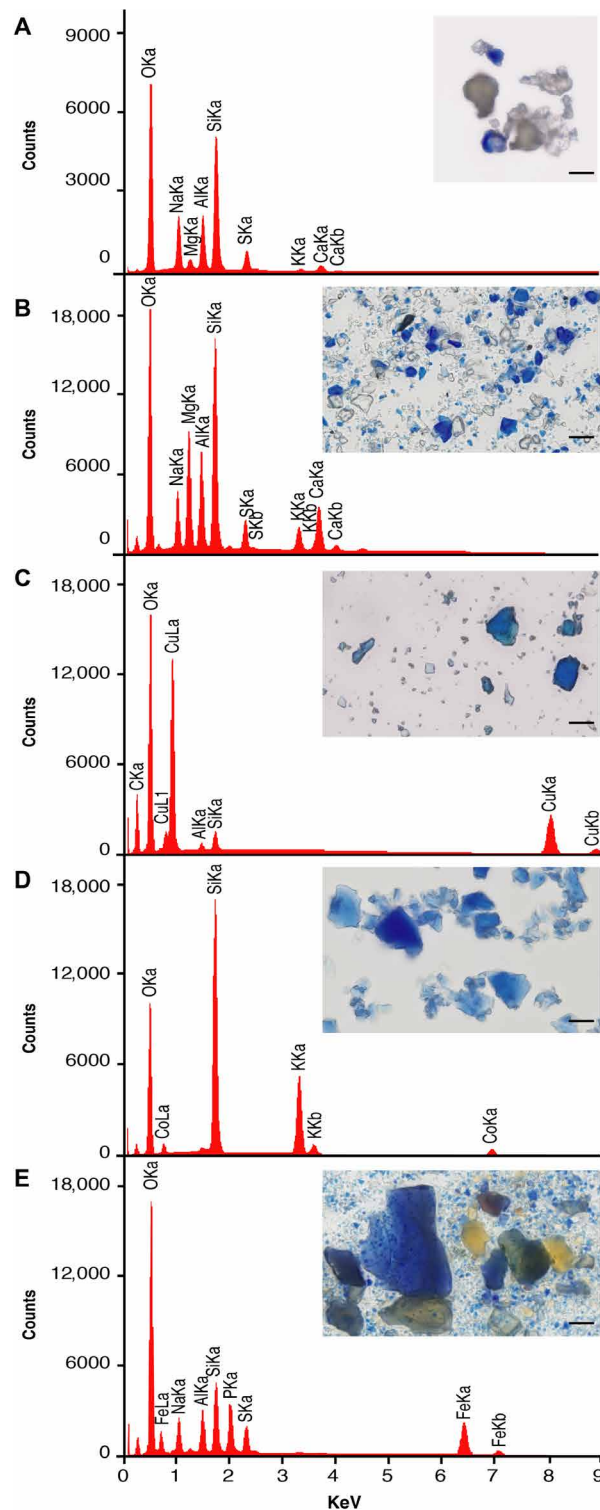 A
9000
6000
3000
0
Counts
OKa
NaKa
MgKa
AlKa
SiKa
SKa
KKa
CaKa
CaKb
B
18,000
12,000
6000
0
Counts
OKa
NaKa
MgKa
AlKa
SiKa
SKa
SKb
KKa
KKb
CaKa
CaKb
C
18,000
12,000
6000
0
Counts
CKa
OKa
CuL1
CuLa
AlKa
SiKa
CuKa
CuKb
D
18,000
12,000
6000
0
Counts
OKa
CoLa
SiKa
KKa
KKb
CoKa
E
18,000
12,000
6000
0
Counts
OKa
FeLa
NaKa
AlKa
SiKa
PKa
SKa
FeKa
FeKb
0 1 2 3 4 5 6 7 8 9
KeV